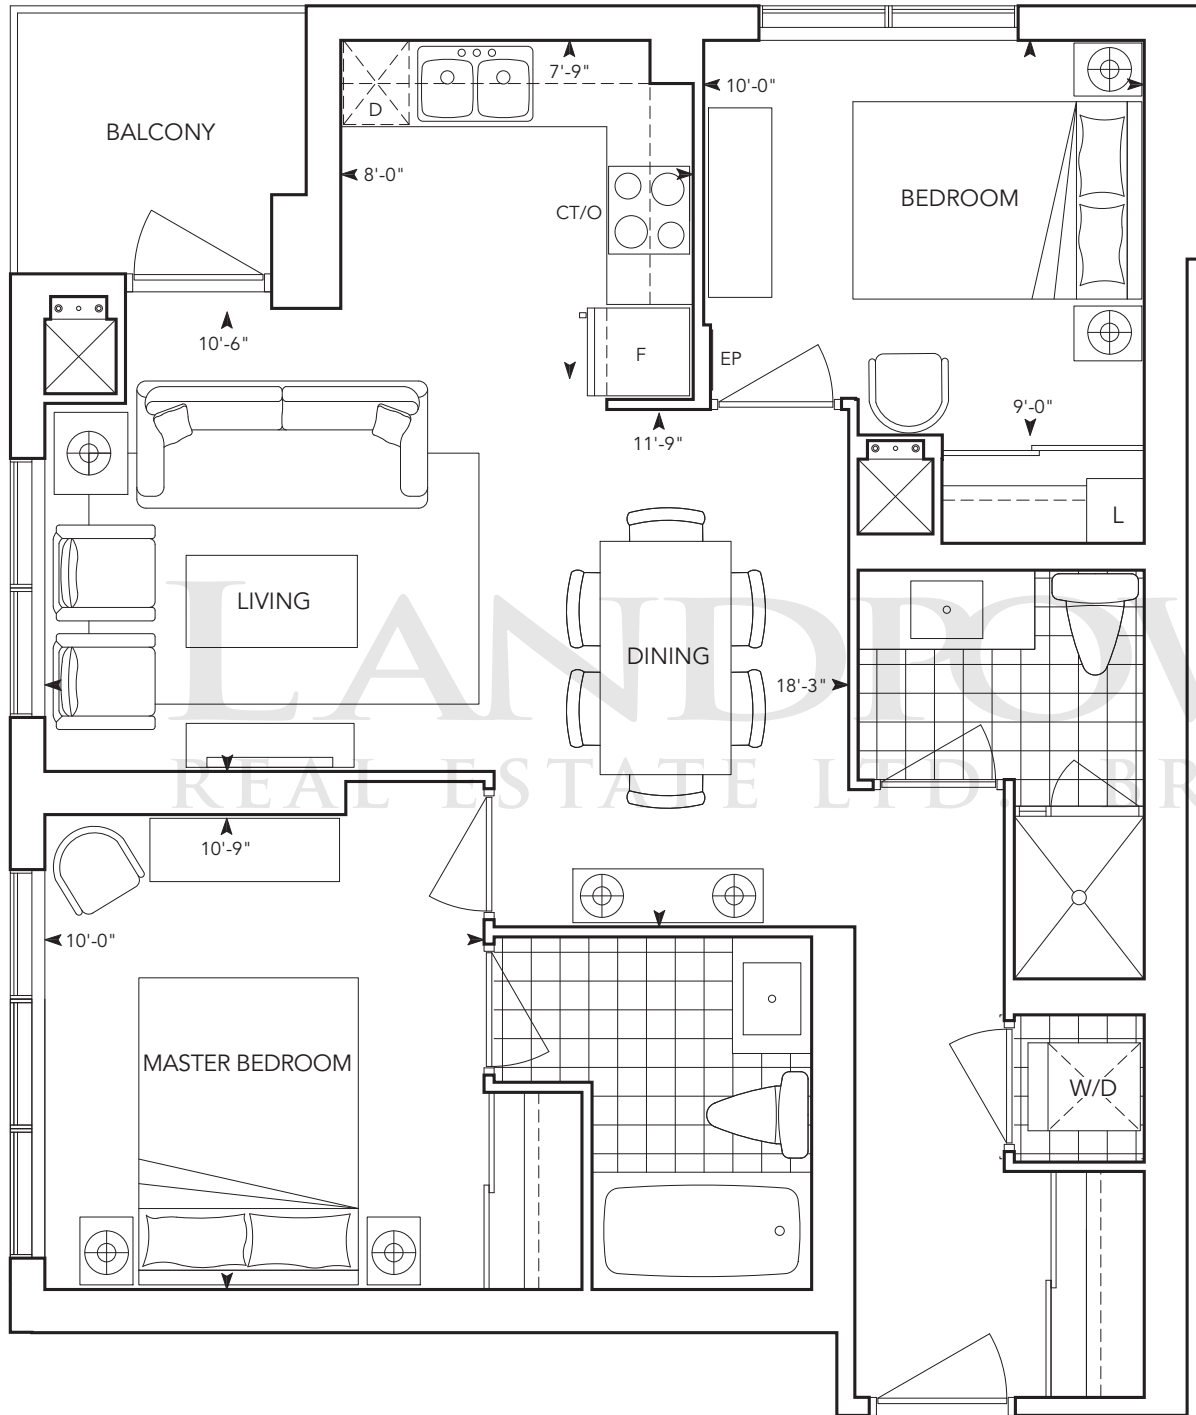 BALCONY
D
7'-9"
10'-0"
8'-0"
CT/O
BEDROOM
10'-6"
F
EP
11'-9"
9'-0"
L
LIVING
DINING
18'-3"
LANDPOW
REAL ESTATE LTD. BR
10'-9"
10'-0"
MASTER BEDROOM
W/D